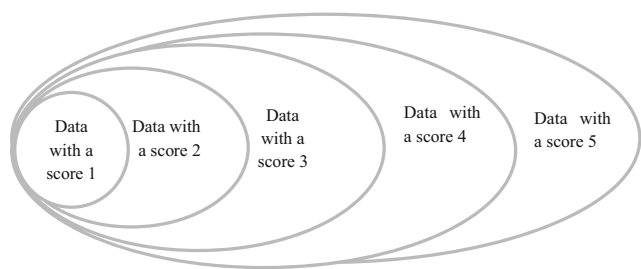 Data
with a
score 1
Data with
a score 2
Data
with a
score 3
Data with
a score 4
Data with
a score 5